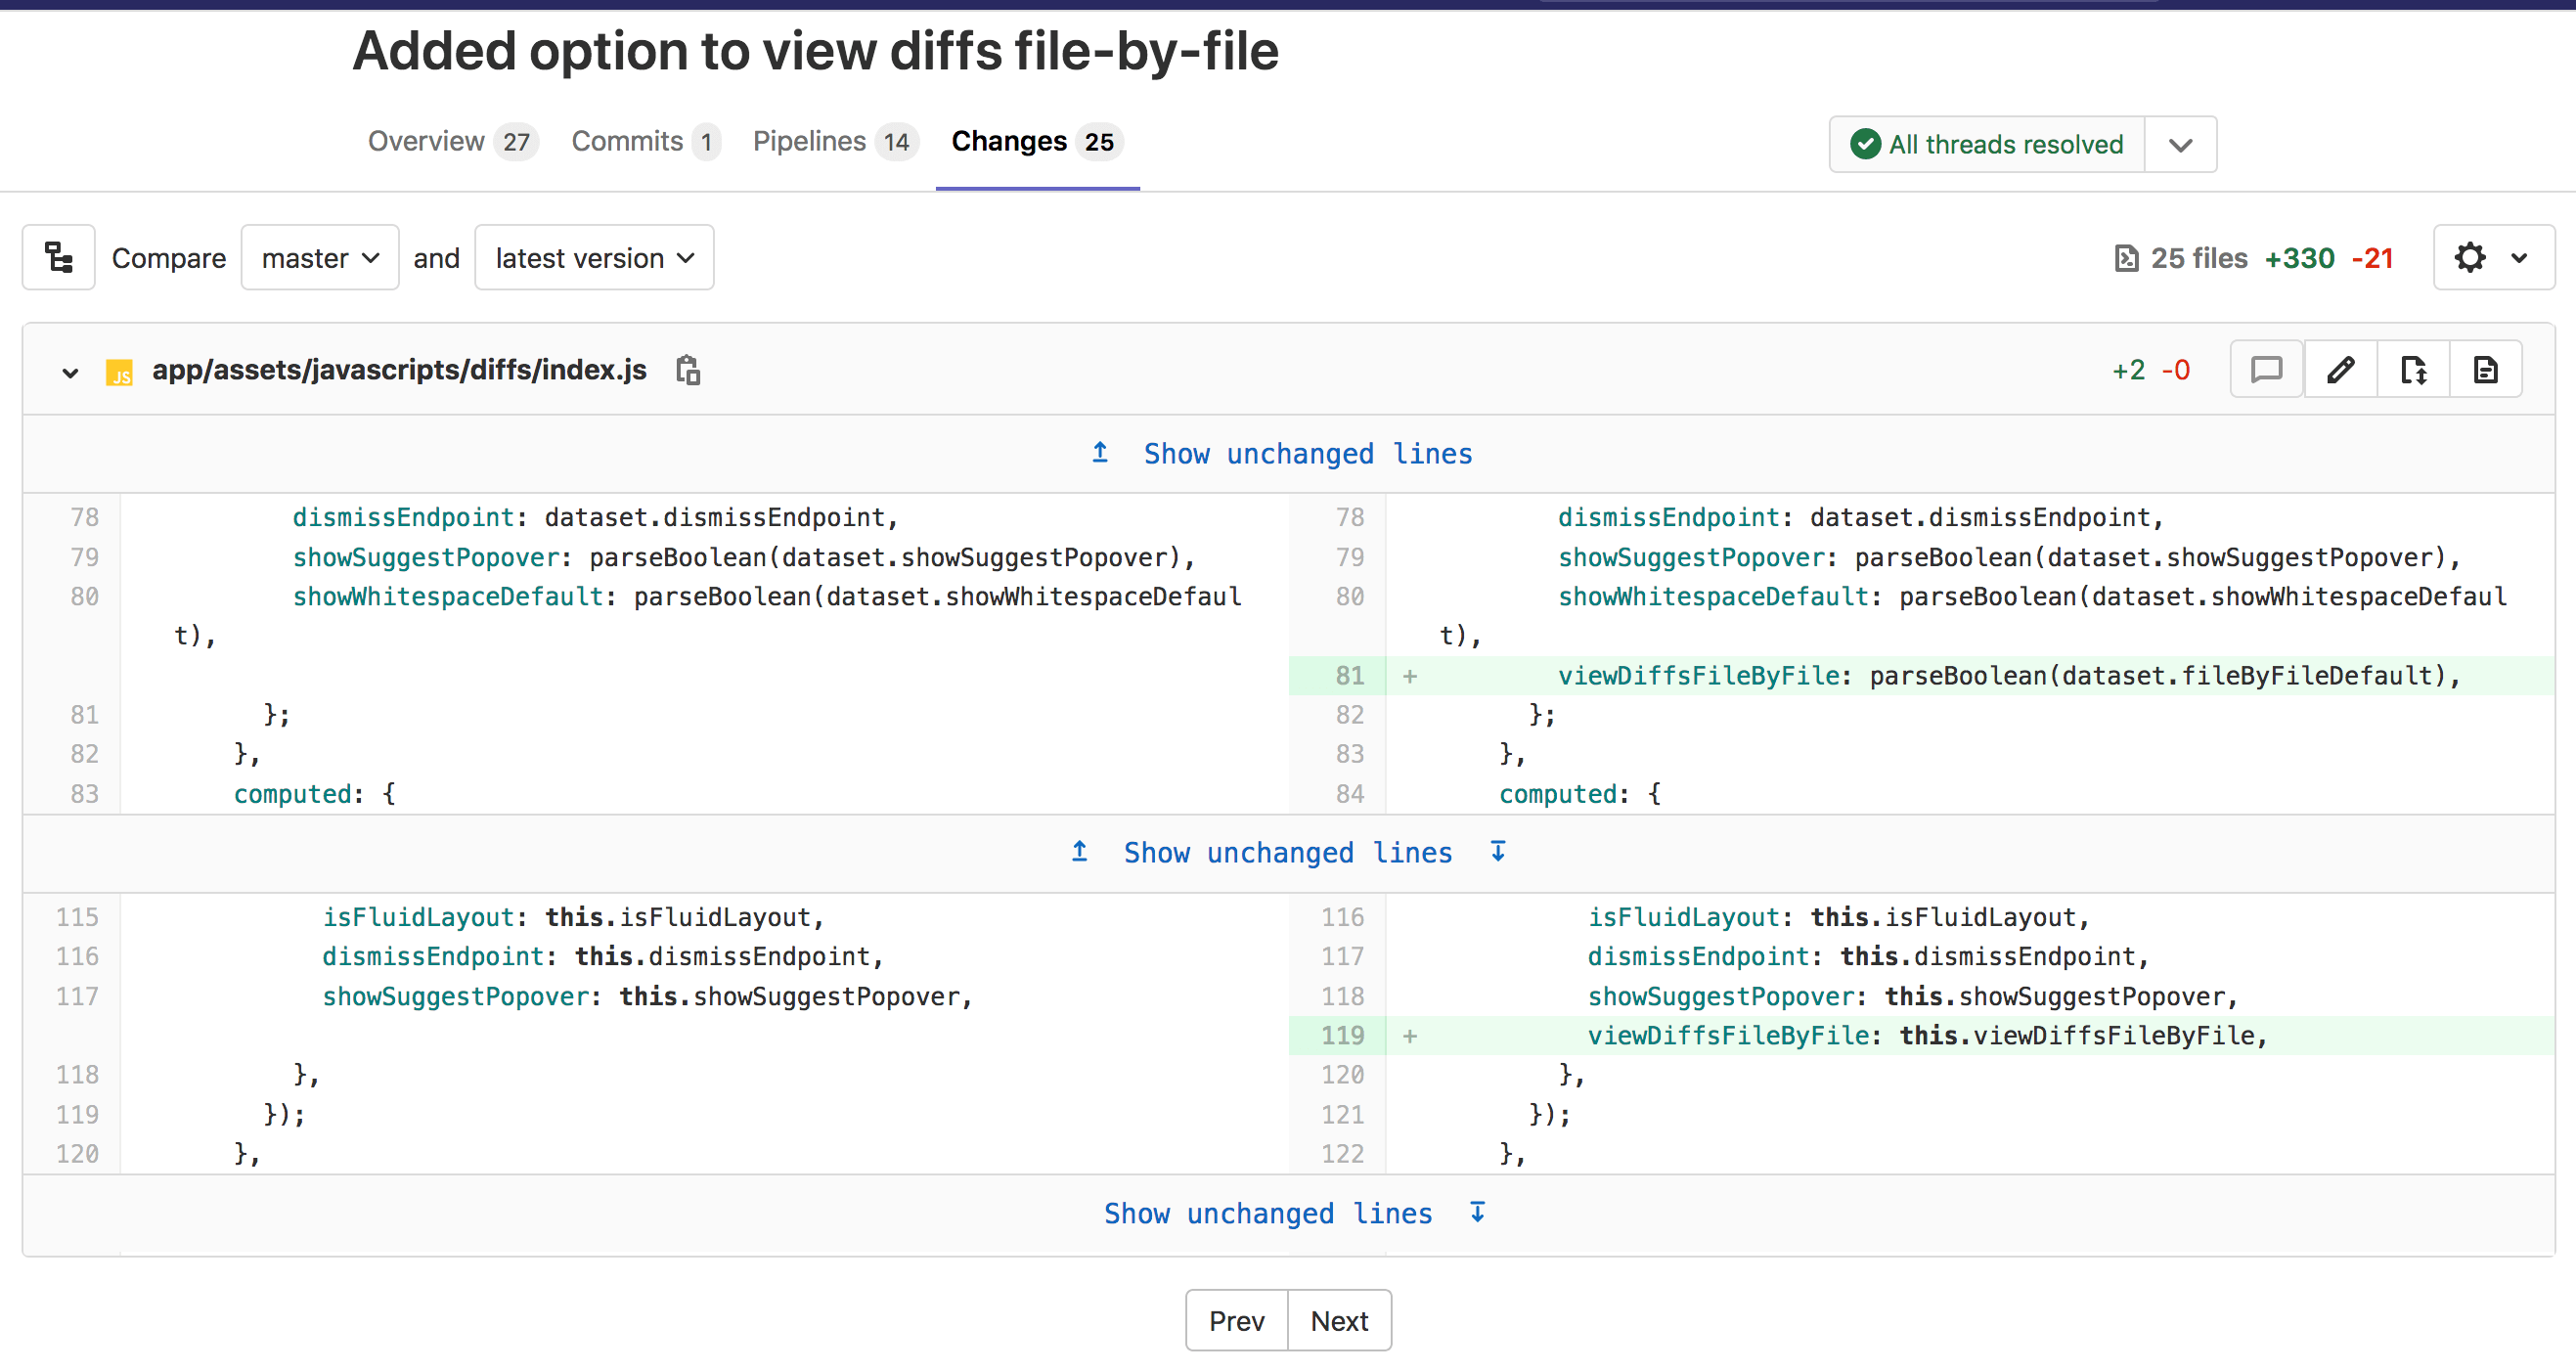 Added option to view diffs file-by-file
Overview 27 Commits 1 Pipelines 14 Changes 25
All threads resolved
Compare master and latest version
25 files +330 -21
JS app/assets/javascripts/diffs/index.js
+2 -0
Show unchanged lines
78 dismissEndpoint: dataset.dismissEndpoint,
79 showSuggestPopover: parseBoolean(dataset.showSuggestPopover),
80 showWhitespaceDefault: parseBoolean(dataset.showWhitespaceDefaul
t),
81 };
82 },
83 computed: {
78 dismissEndpoint: dataset.dismissEndpoint,
79 showSuggestPopover: parseBoolean(dataset.showSuggestPopover),
80 showWhitespaceDefault: parseBoolean(dataset.showWhitespaceDefaul
t),
81 + viewDiffsFileByFile: parseBoolean(dataset.fileByFileDefault),
82 };
83 },
84 computed: {
Show unchanged lines
115 isFluidLayout: this.isFluidLayout,
116 dismissEndpoint: this.dismissEndpoint,
117 showSuggestPopover: this.showSuggestPopover,
118 },
119 });
120 },
116 isFluidLayout: this.isFluidLayout,
117 dismissEndpoint: this.dismissEndpoint,
118 showSuggestPopover: this.showSuggestPopover,
119 + viewDiffsFileByFile: this.viewDiffsFileByFile,
120 },
121 });
122 },
Show unchanged lines
Prev Next